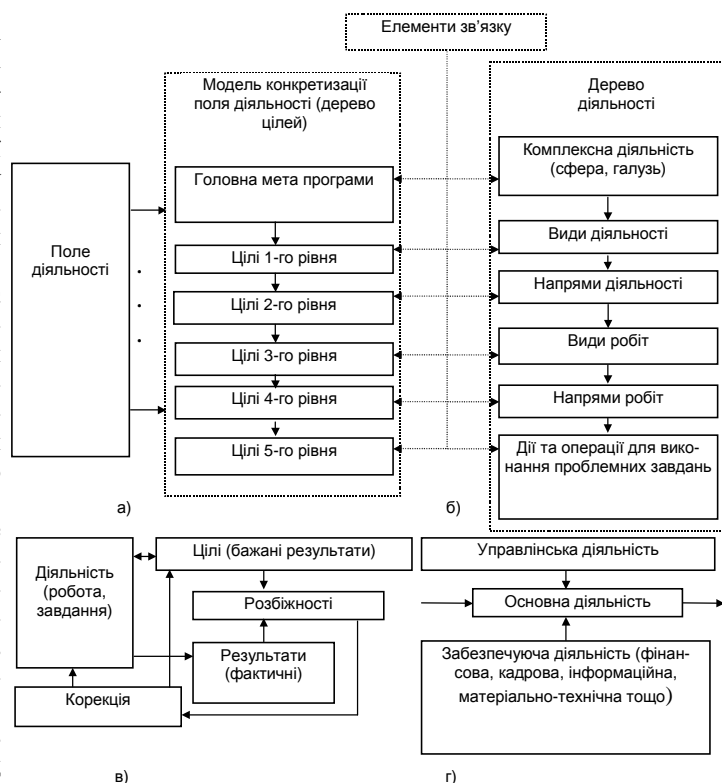 Елементи зв’язку
Модель конкретизації
поля діяльності (дерево
цілей)
Дерево
діяльності
Поле
діяльності
Головна мета програми
Цілі 1-го рівня
Цілі 2-го рівня
Цілі 3-го рівня
Цілі 4-го рівня
Цілі 5-го рівня
Комплексна діяльність
(сфера, галузь)
Види діяльності
Напрями діяльності
Види робіт
Напрями робіт
Дії та операції для вико-
нання проблемних завдань
а)
б)
Діяльність
(робота,
завдання)
Цілі (бажані результати)
Розбіжності
Результати
(фактичні)
Корекція
Управлінська діяльність
Основна діяльність
Забезпечуюча діяльність (фінан-
сова, кадрова, інформаційна,
матеріально-технічна тощо)
в)
г)